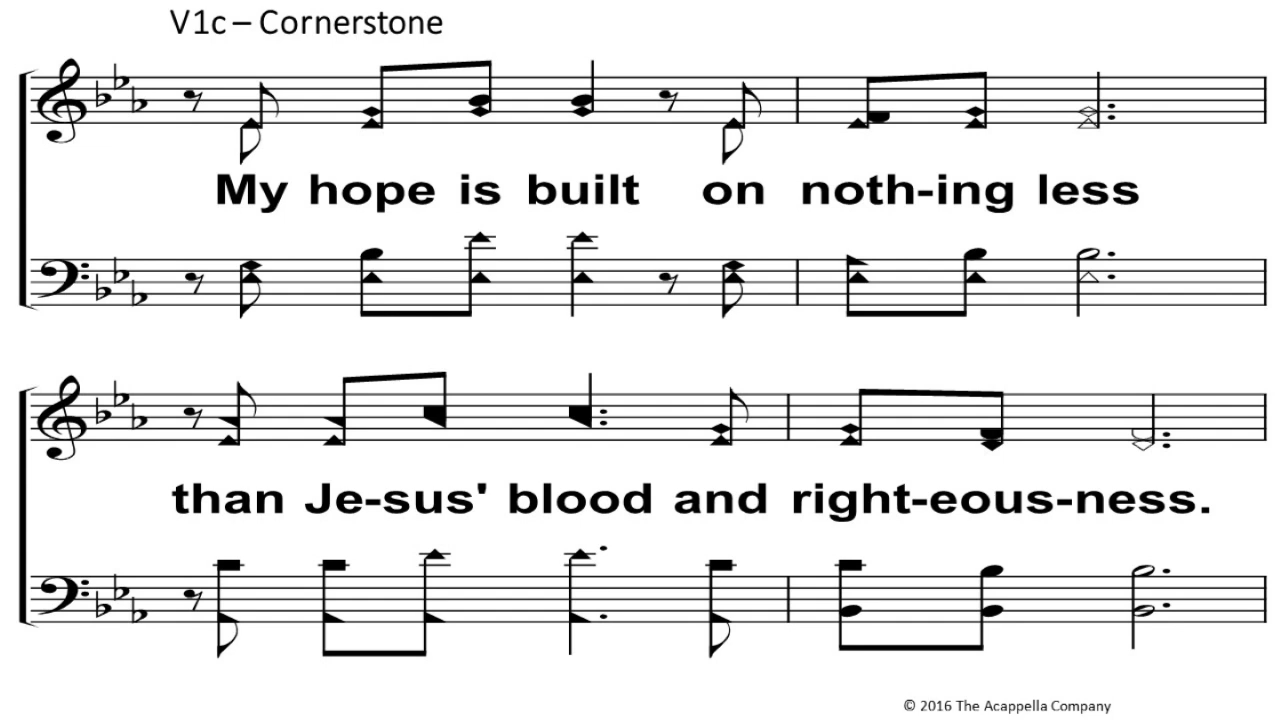 V1c – Cornerstone
My hope is built on noth-ing less
than Je-sus' blood and right-eous-ness.
© 2016 The Acappella Company